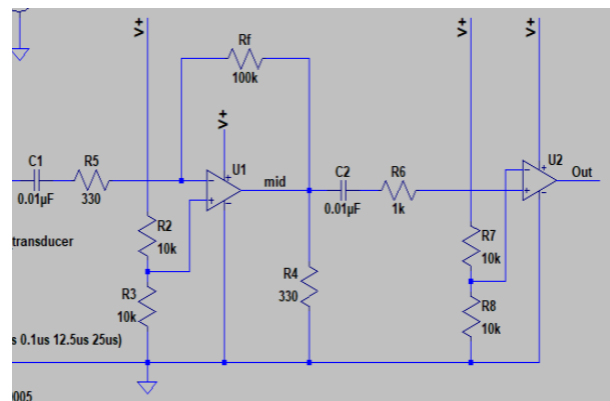 V+
V+
V+
Rf
100k
V+
C1
R5
U1
mid
C2
R6
U2
Out
0.01µF
330
0.01µF
1k
R2
10k
transducer
R7
10k
R3
10k
R4
330
R8
10k
s 0.1us 12.5us 25us)
0005